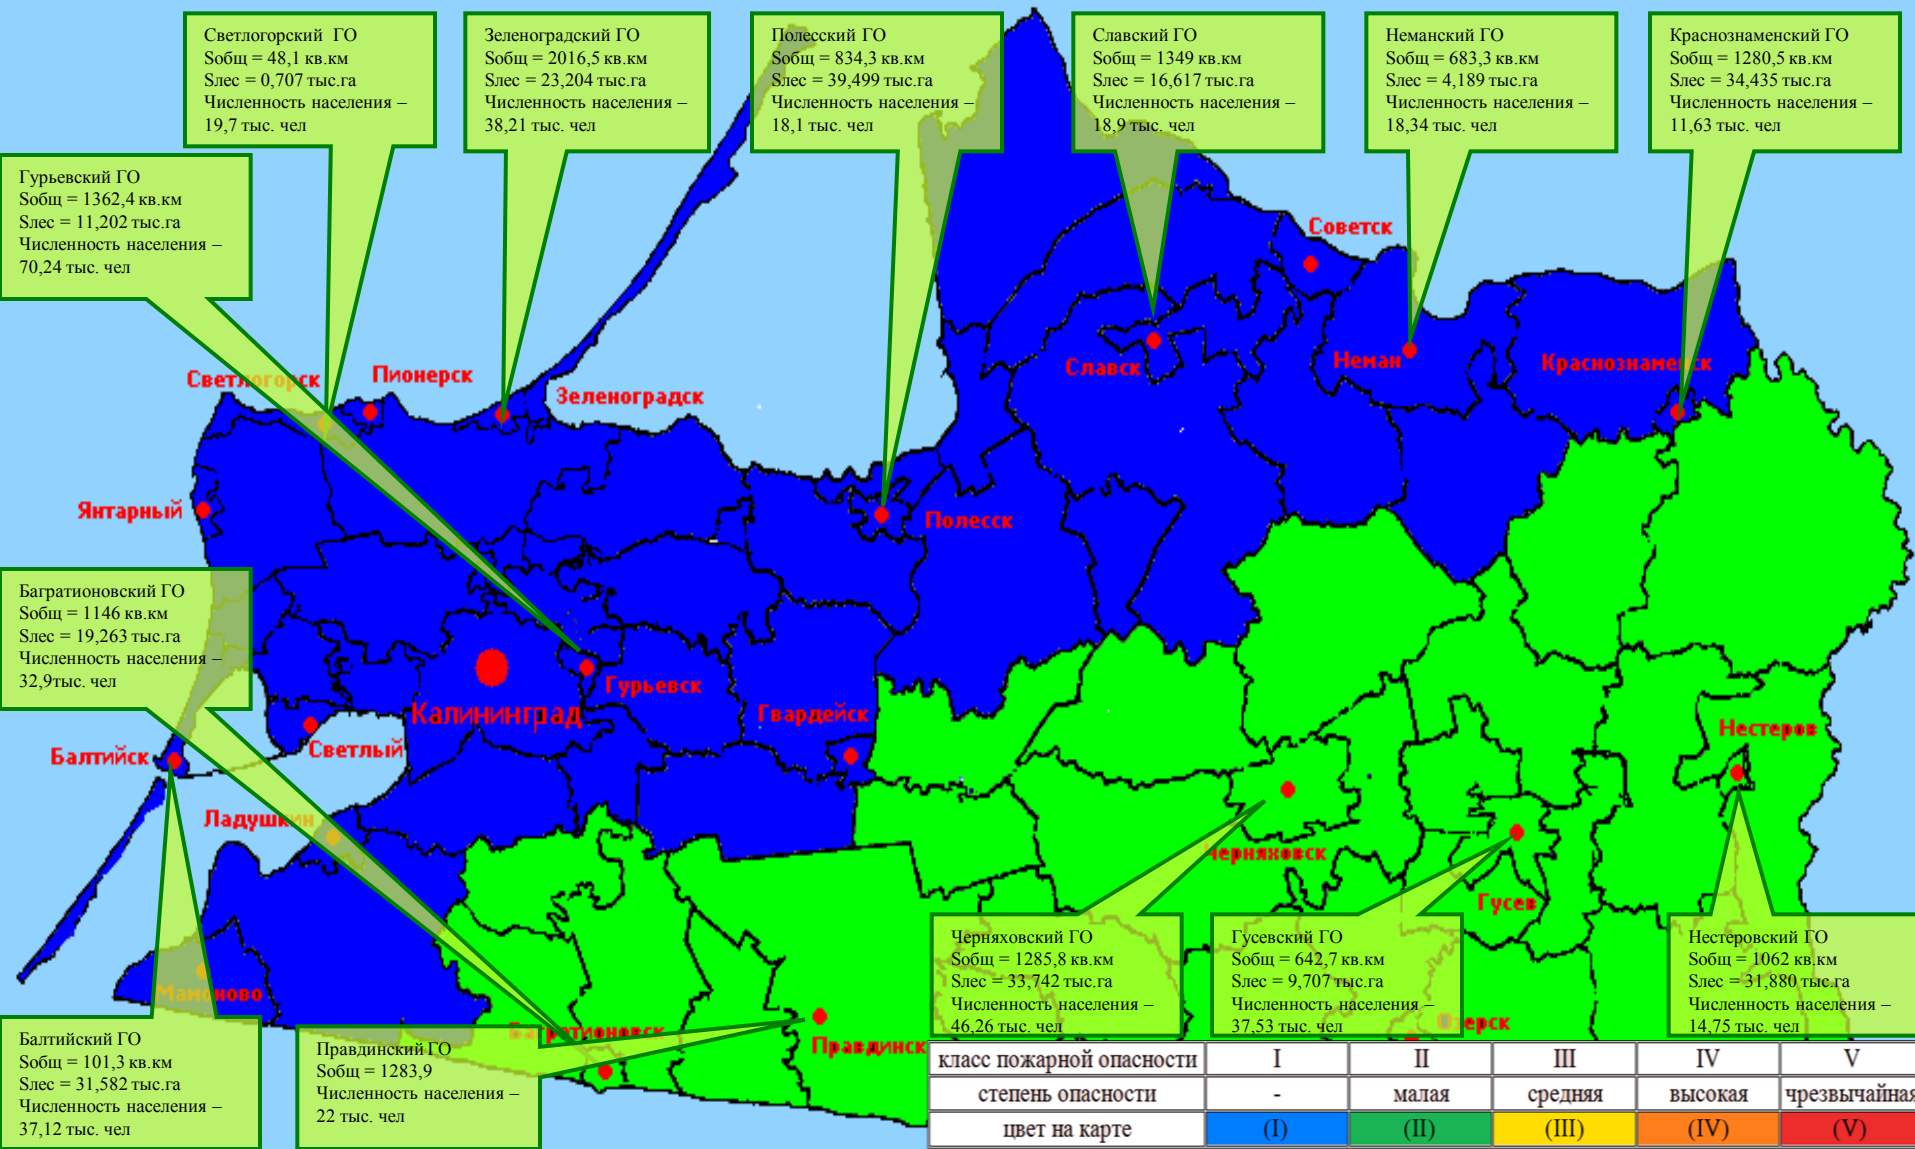 Светлогорский ГО
Sобщ = 48,1 кв.км
Sлес = 0,707 тыс.га
Численность населения –
19,7 тыс. чел
Зеленоградский ГО
Sобщ = 2016,5 кв.км
Sлес = 23,204 тыс.га
Численность населения –
38,21 тыс. чел
Полесский ГО
Sобщ = 834,3 кв.км
Sлес = 39,499 тыс.га
Численность населения –
18,1 тыс. чел
Славский ГО
Sобщ = 1349 кв.км
Sлес = 16,617 тыс.га
Численность населения –
18,9 тыс. чел
Неманский ГО
Sобщ = 683,3 кв.км
Sлес = 4,189 тыс.га
Численность населения –
18,34 тыс. чел
Краснознаменский ГО
Sобщ = 1280,5 кв.км
Sлес = 34,435 тыс.га
Численность населения –
11,63 тыс. чел
Гурьевский ГО
Sобщ = 1362,4 кв.км
Sлес = 11,202 тыс.га
Численность населения –
70,24 тыс. чел
Советск
Светлогорск
Пионерск
Зеленоградск
Славск
Неман
Краснознаменск
Янтарный
Полесск
Багратионовский ГО
Sобщ = 1146 кв.км
Sлес = 19,263 тыс.га
Численность населения –
32,9тыс. чел
Гурьевск
Калининград
Гвардейск
Нестеров
Светлый
Балтийск
Ладушкин
Черняховск
Гусев
Мамоново
Багратионовск
Правдинск
Озерск
Черняховский ГО
Sобщ = 1285,8 кв.км
Sлес = 33,742 тыс.га
Численность населения –
46,26 тыс. чел
Гусевский ГО
Sобщ = 642,7 кв.км
Sлес = 9,707 тыс.га
Численность населения –
37,53 тыс. чел
Нестеровский ГО
Sобщ = 1062 кв.км
Sлес = 31,880 тыс.га
Численность населения –
14,75 тыс. чел
Балтийский ГО
Sобщ = 101,3 кв.км
Sлес = 31,582 тыс.га
Численность населения –
37,12 тыс. чел
Правдинский ГО
Sобщ = 1283,9
Численность населения –
22 тыс. чел
класс пожарной опасности I II III IV V
степень опасности - малая средняя высокая чрезвычайная
цвет на карте (I) (II) (III) (IV) (V)